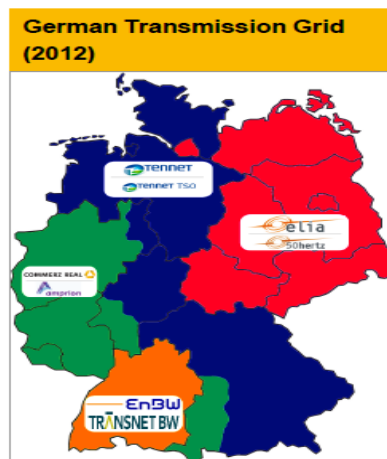 German Transmission Grid
(2012)
TENNET
TENNET TSO
elia
50hertz
COMMERZ REAL
Amprion
EnBW
TRANSNET BW